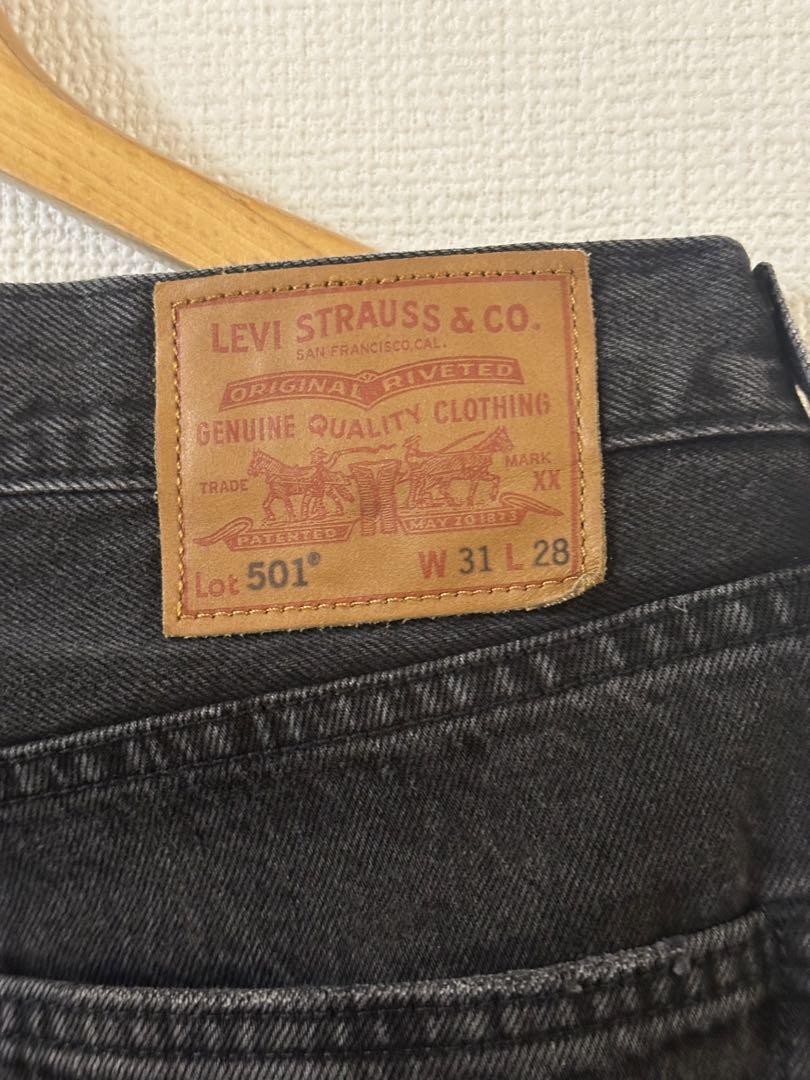 LEVI STRAUSS & CO.
SAN FRANCISCO, CAL.
ORIGINAL RIVETED
GENUINE QUALITY CLOTHING
TRADE MARK
XX
PATENTED MAY 20 1873
Lot 501® W 31 L 28